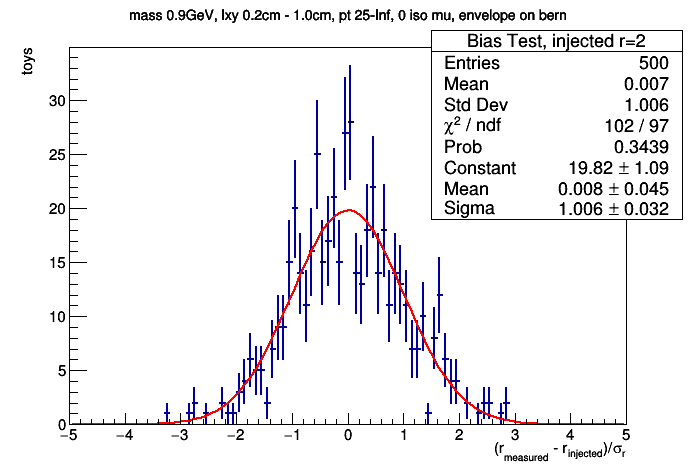 mass 0.9GeV, lxy 0.2cm - 1.0cm, pt 25-Inf, 0 iso mu, envelope on bern
Bias Test, injected r=2
Entries 500
Mean 0.007
Std Dev 1.006
χ² / ndf 102 / 97
Prob 0.3439
Constant 19.82 ± 1.09
Mean 0.008 ± 0.045
Sigma 1.006 ± 0.032
toys
30
25
20
15
10
5
0
−5 −4 −3 −2 −1 0 1 2 3 4 5
(r_measured - r_injected)/σ_r